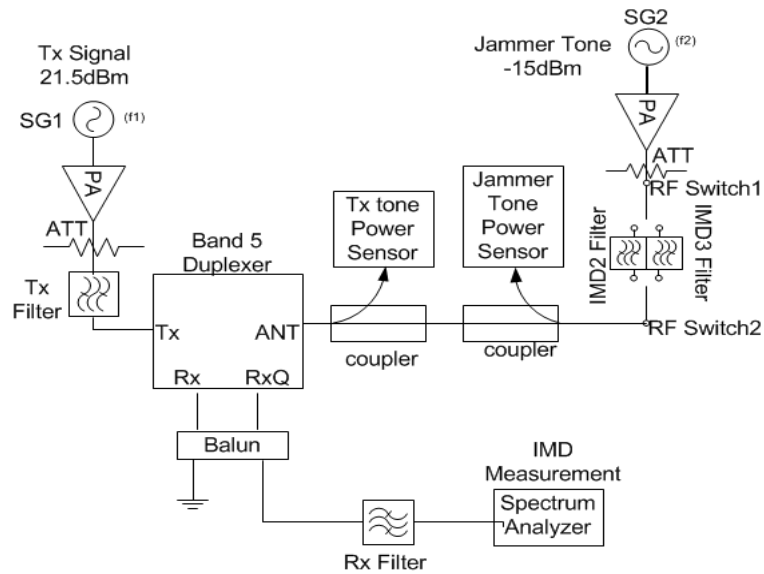 SG2
(f2)
Jammer Tone
-15dBm
Tx Signal
21.5dBm
SG1
(f1)
PA
ATT
RF Switch1
PA
ATT
Tx
Filter
Band 5
Duplexer
Tx
ANT
Rx
RxQ
Tx tone
Power
Sensor
Jammer
Tone
Power
Sensor
IMD2 Filter
IMD3 Filter
RF Switch2
coupler
coupler
Balun
IMD
Measurement
Spectrum
Analyzer
Rx Filter